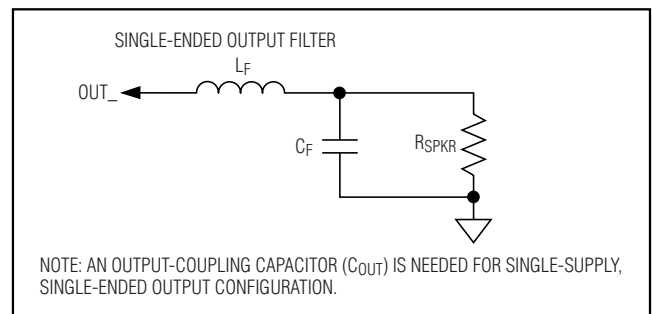 SINGLE-ENDED OUTPUT FILTER
LF
OUT_
CF
RSPKR
NOTE: AN OUTPUT-COUPLING CAPACITOR (COUT) IS NEEDED FOR SINGLE-SUPPLY,
SINGLE-ENDED OUTPUT CONFIGURATION.